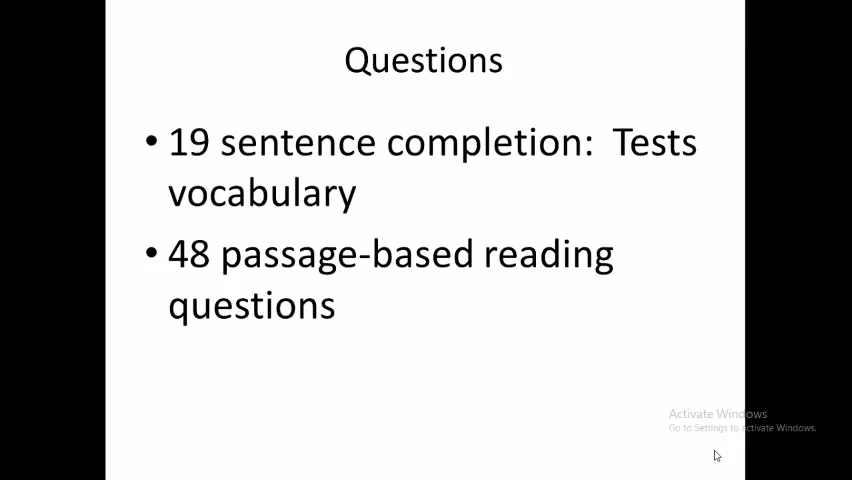 Questions
• 19 sentence completion:  Tests
vocabulary
• 48 passage-based reading
questions
Activate Windows
Go to Settings to activate Windows.